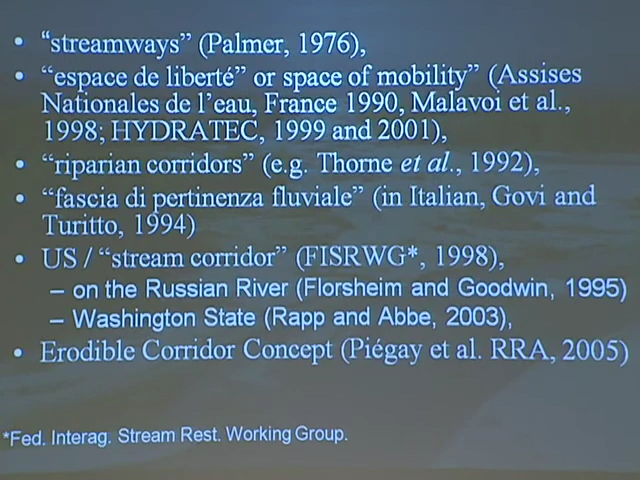 • “streamways” (Palmer, 1976),
• “espace de liberté” or space of mobility” (Assises
Nationales de l’eau, France 1990, Malavoi et al.,
1998; HYDRATEC, 1999 and 2001),
• “riparian corridors” (e.g. Thorne et al., 1992),
• “fascia di pertinenza fluviale” (in Italian, Govi and
Turitto, 1994)
• US / “stream corridor” (FISRWG*, 1998),
– on the Russian River (Florsheim and Goodwin, 1995)
– Washington State (Rapp and Abbe, 2003),
• Erodible Corridor Concept (Piégay et al. RRA, 2005)
*Fed. Interag. Stream Rest. Working Group.